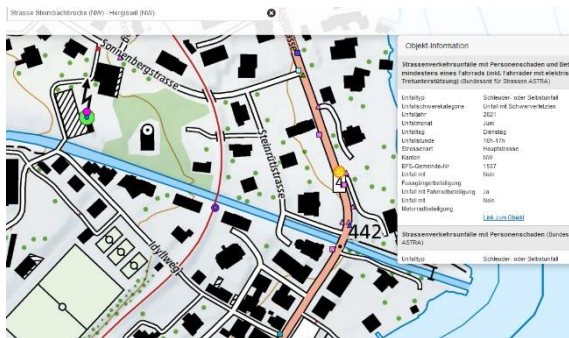 Strasse Steinbachbrücke (NW) - Hergiswil (NW)
Objekt-Information
Strassenverkehrsunfälle mit Personenschaden und Bet
mindestens eines Fahrrads (inkl. Fahrräder mit elektris
Tretunterstützung) (Bundesamt für Strassen ASTRA)
Unfalltyp Schleuder- oder Selbstunfall
Unfallschwerekategorie Unfall mit Schwerverletzten
Unfalljahr 2021
Unfallmonat Juni
Unfalltag Dienstag
Unfallstunde 16h-17h
Strassenart Hauptstrasse
Kanton NW
BFS-Gemeinde-Nr 1507
Unfall mit Nein
Fussgängerbeteiligung
Unfall mit Fahrradbeteiligung Ja
Unfall mit Nein
Motorradbeteiligung
Link zum Objekt
Strassenverkehrsunfälle mit Personenschaden (Bundes
ASTRA)
Unfalltyp Schleuder- oder Selbstunfall
Sonnenbergstrasse
Steinrütistrasse
Idyllweg
4
442